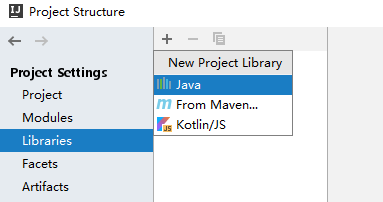 Project Structure
Project Settings
Project
Modules
Libraries
Facets
Artifacts
New Project Library
Java
From Maven...
Kotlin/JS